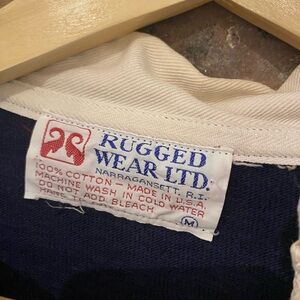 RUGGED
WEAR LTD.
NARRAGANSETT, R.I.
100% COTTON — MADE IN U.S.A.
MACHINE WASH IN COLD WATER
DO NOT ADD BLEACH
M